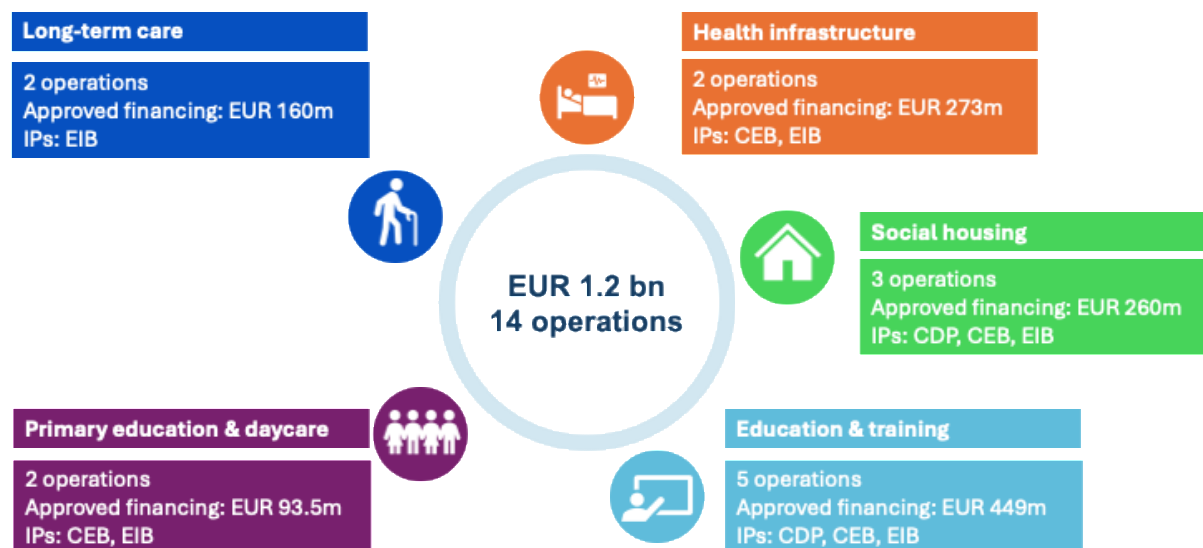 Long-term care
2 operations
Approved financing: EUR 160m
IPs: EIB
Health infrastructure
2 operations
Approved financing: EUR 273m
IPs: CEB, EIB
Social housing
3 operations
Approved financing: EUR 260m
IPs: CDP, CEB, EIB
EUR 1.2 bn
14 operations
Primary education & daycare
2 operations
Approved financing: EUR 93.5m
IPs: CEB, EIB
Education & training
5 operations
Approved financing: EUR 449m
IPs: CDP, CEB, EIB